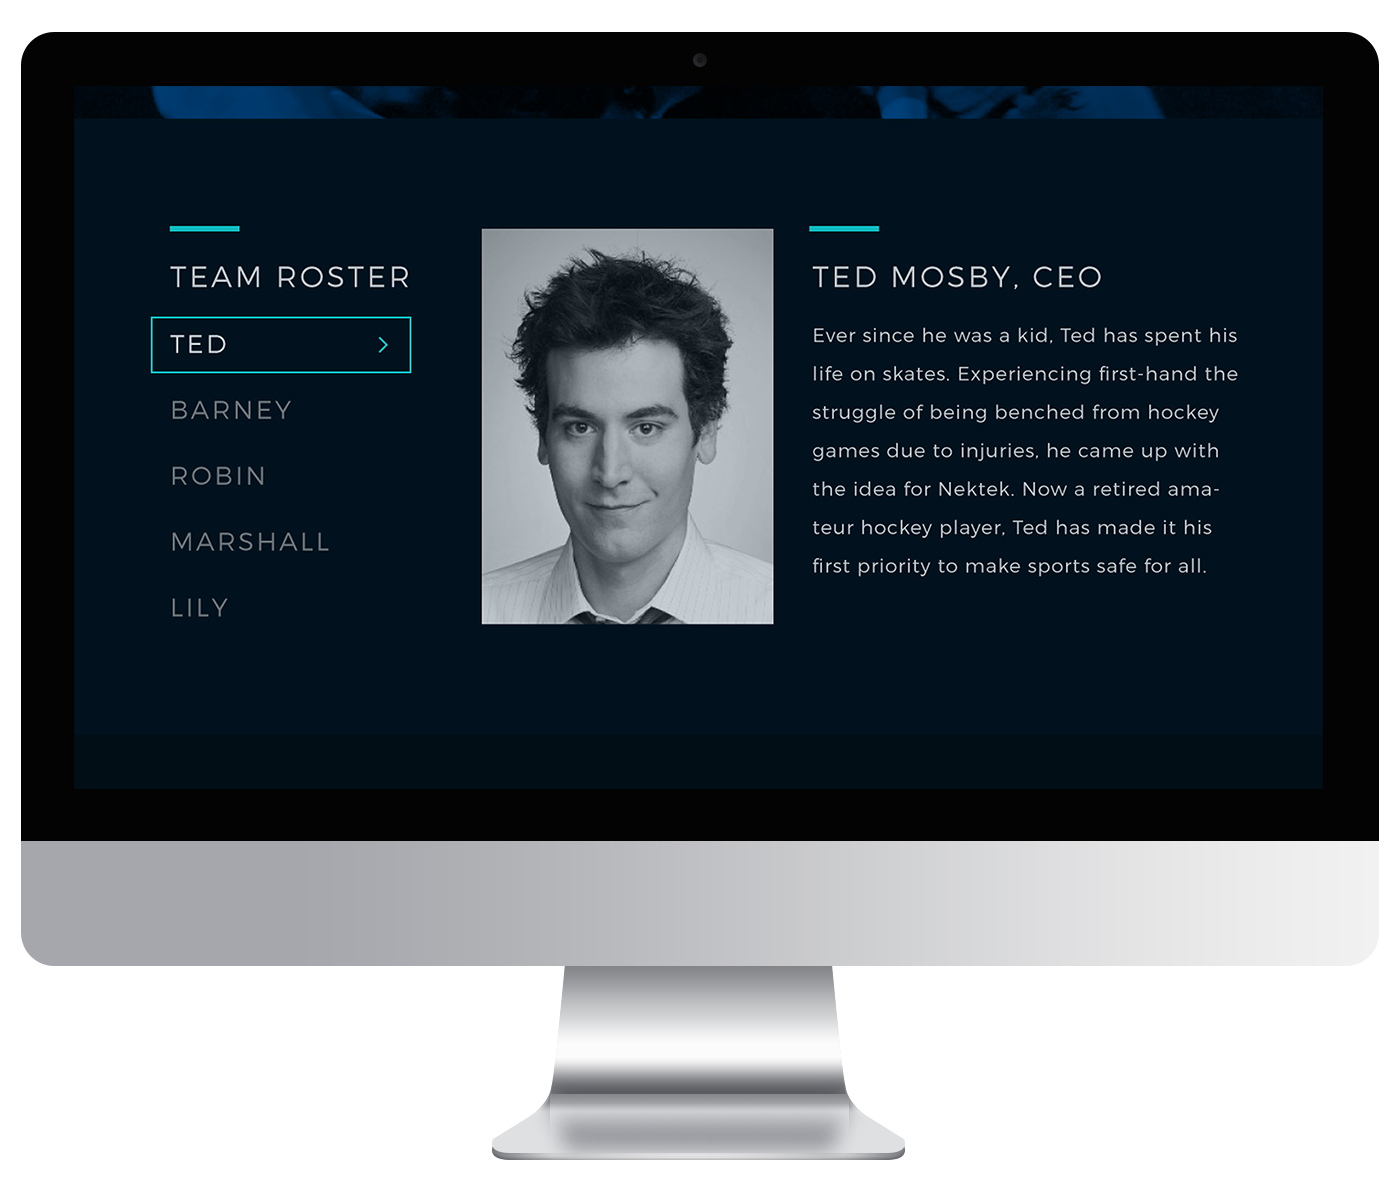 TEAM ROSTER
TED
BARNEY
ROBIN
MARSHALL
LILY
TED MOSBY, CEO
Ever since he was a kid, Ted has spent his
life on skates. Experiencing first-hand the
struggle of being benched from hockey
games due to injuries, he came up with
the idea for Nektek. Now a retired ama-
teur hockey player, Ted has made it his
first priority to make sports safe for all.